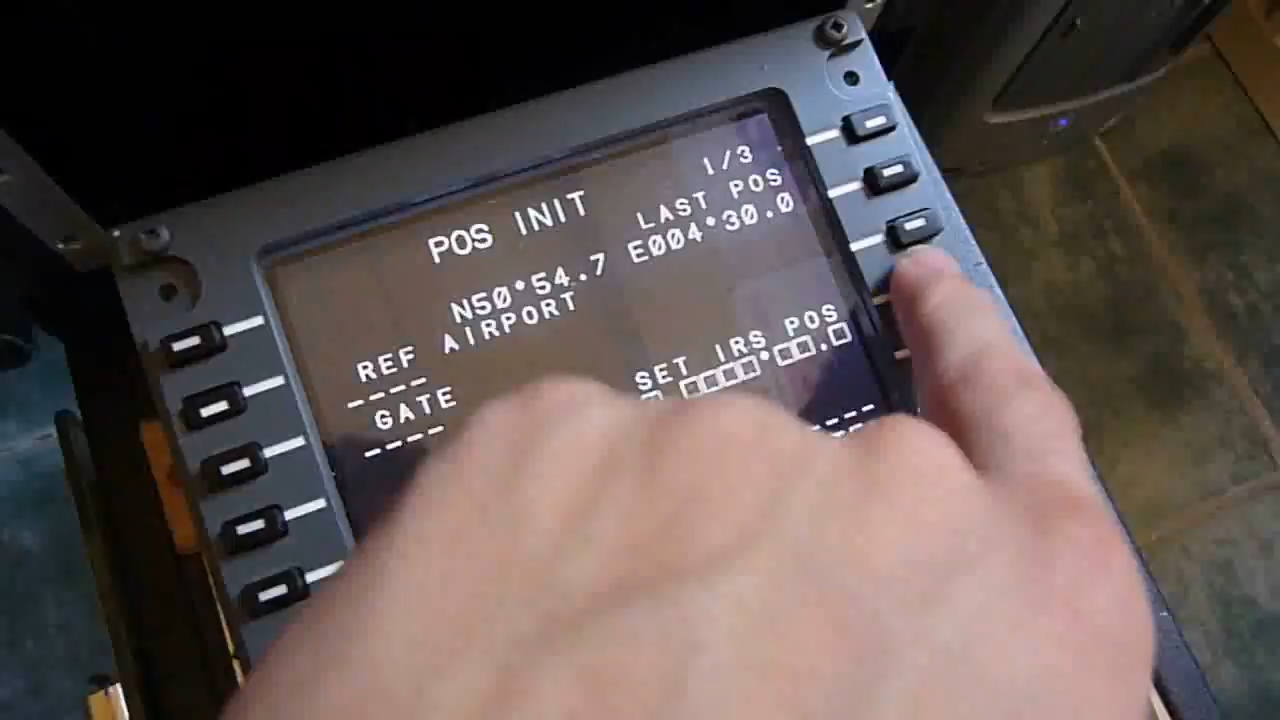 POS INIT 1/3
LAST POS
N50°54.7 E004°30.0
REF AIRPORT
----
GATE SET IRS POS
---- □□□□°□□.□
---